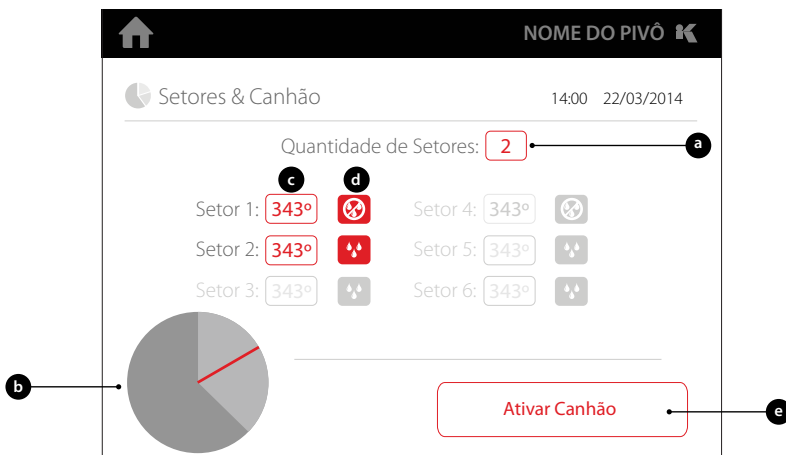 NOME DO PIVÔ
Setores & Canhão
14:00 22/03/2014
Quantidade de Setores: 2
a
c d
Setor 1: 343º Setor 4: 343º
Setor 2: 343º Setor 5: 343º
Setor 3: 343º Setor 6: 343º
b
Ativar Canhão
e